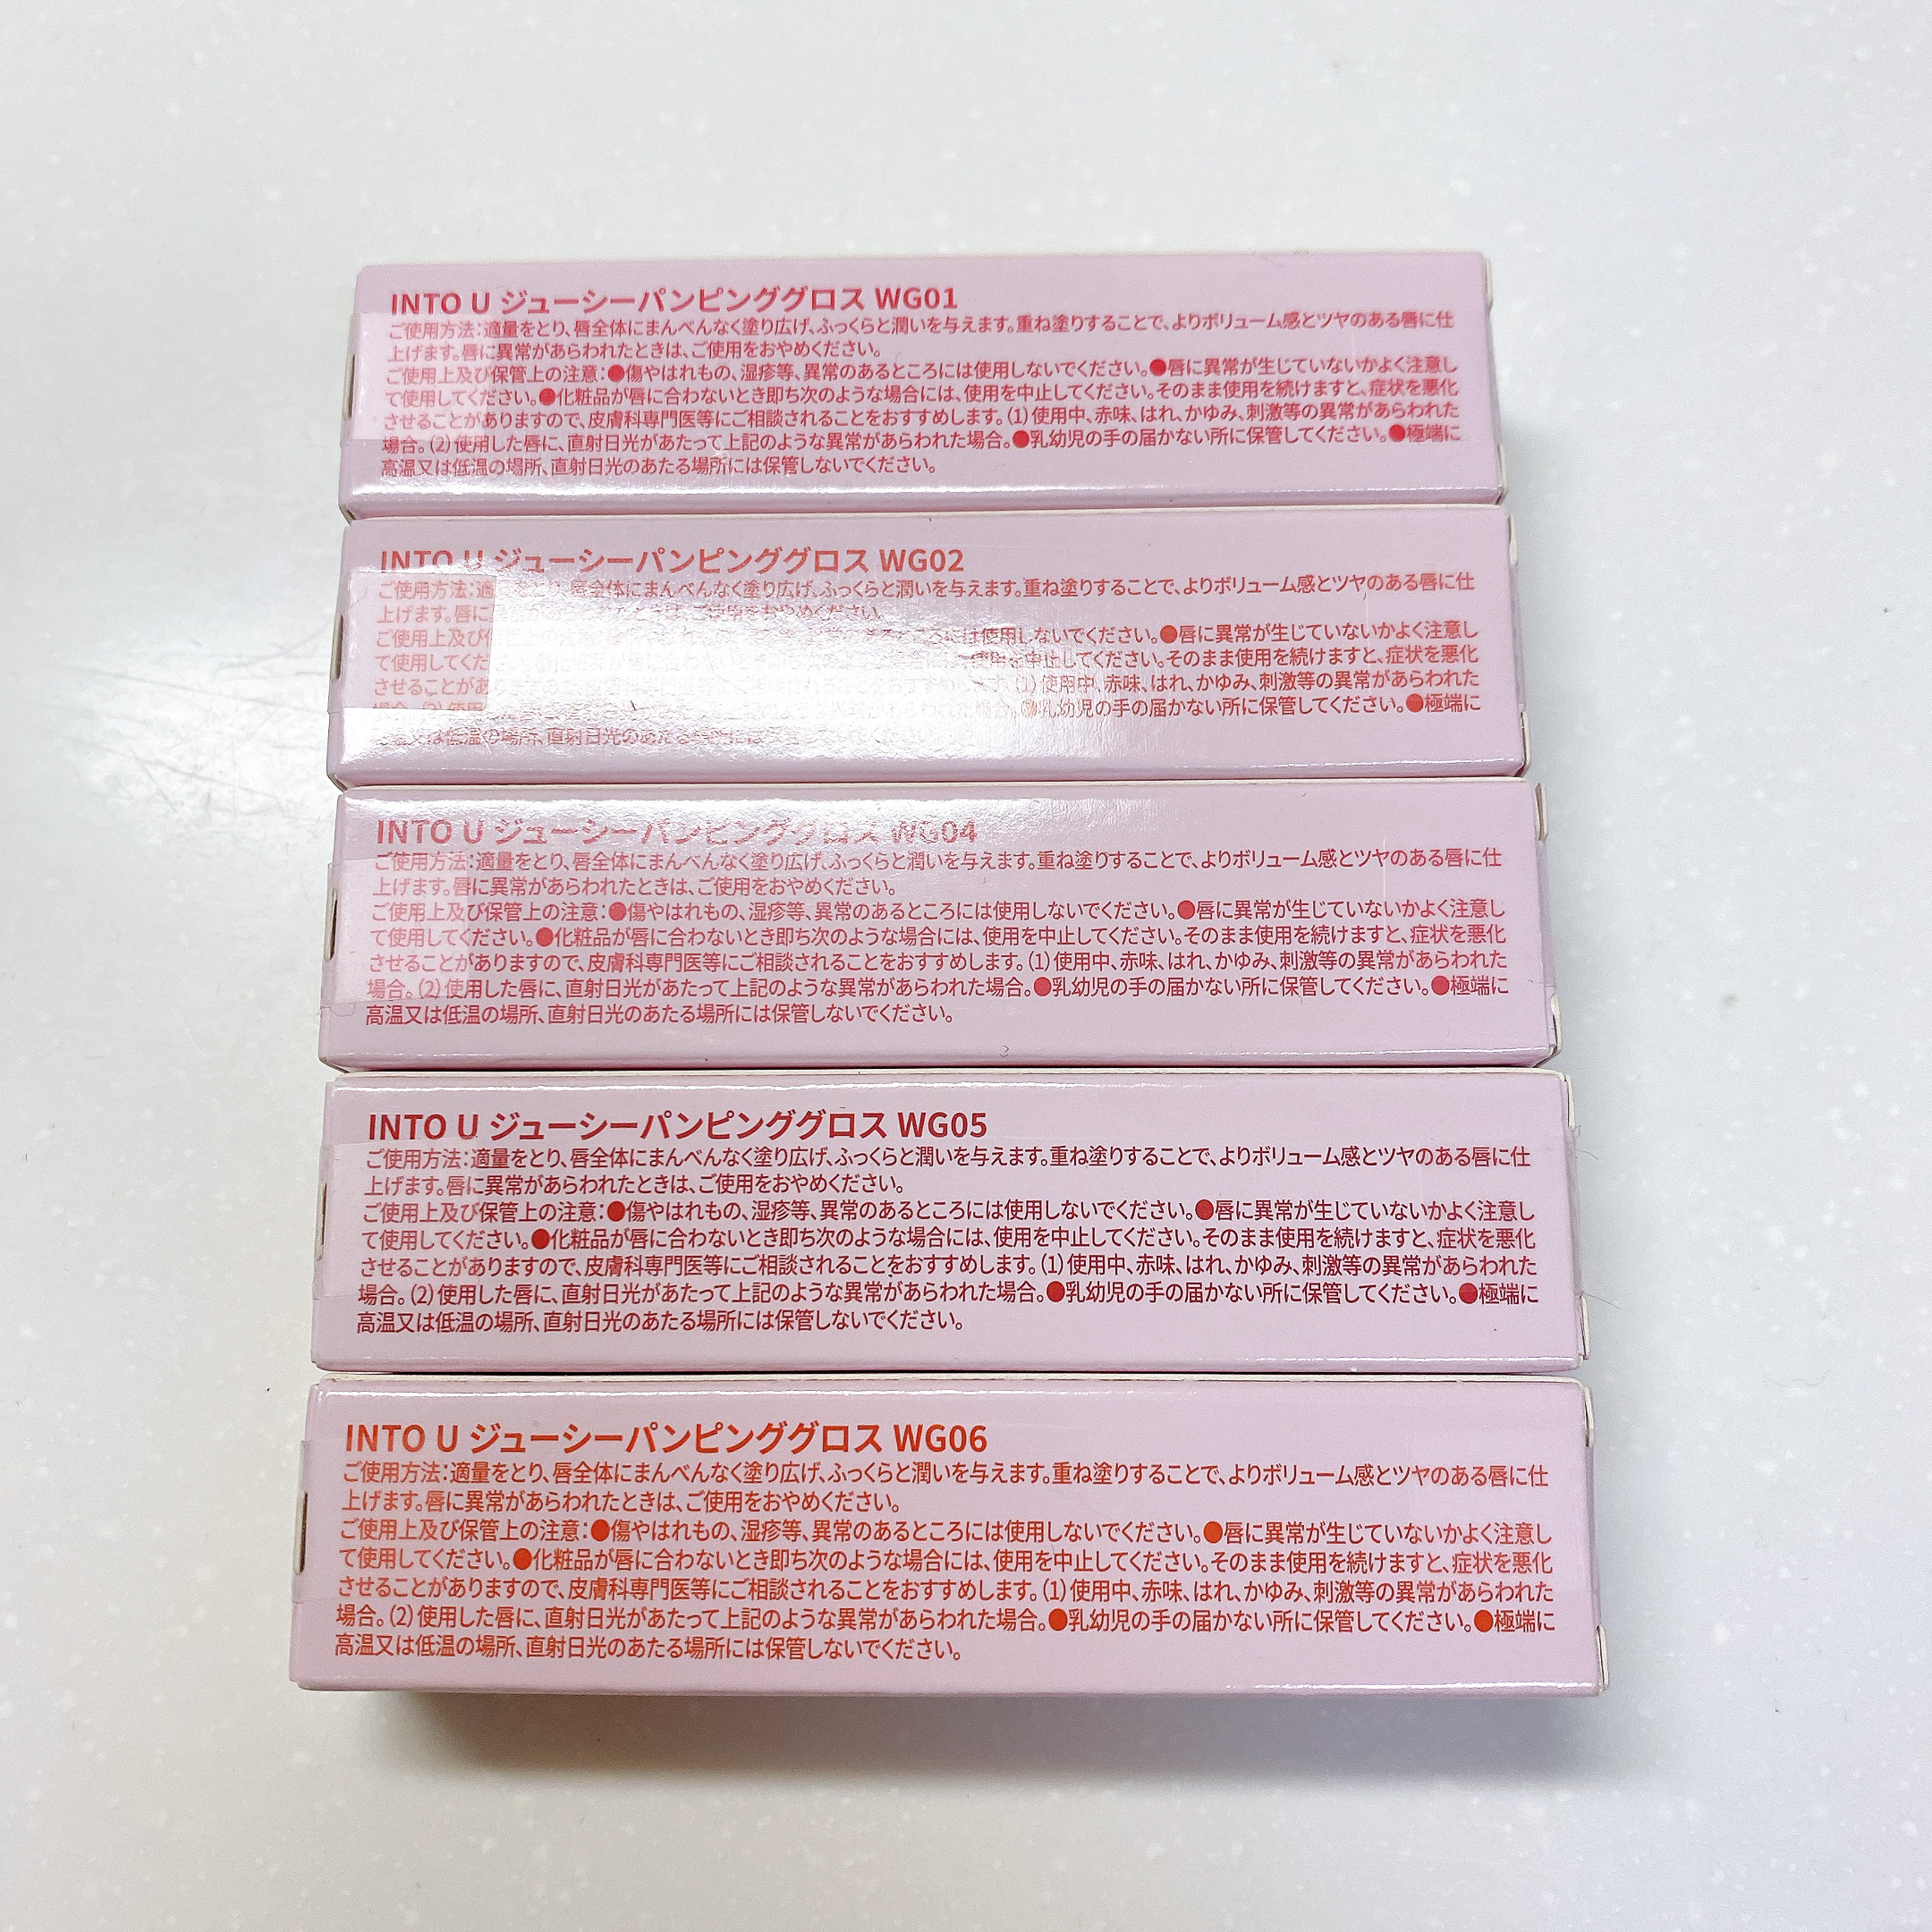 INTO U ジューシーパンピンググロス WG01
ご使用方法：適量をとり、唇全体にまんべんなく塗り広げ、ふっくらと潤いを与えます。重ね塗りすることで、よりボリューム感とツヤのある唇に仕
上げます。唇に異常があらわれたときは、ご使用をおやめください。
ご使用上及び保管上の注意：●傷やはれもの、湿疹等、異常のあるところには使用しないでください。●唇に異常が生じていないかよく注意し
て使用してください。●化粧品が唇に合わないとき即ち次のような場合には、使用を中止してください。そのまま使用を続けますと、症状を悪化
させることがありますので、皮膚科専門医等にご相談されることをおすすめします。(1)使用中、赤味、はれ、かゆみ、刺激等の異常があらわれた
場合。(2)使用した唇に、直射日光があたって上記のような異常があらわれた場合。●乳幼児の手の届かない所に保管してください。●極端に
高温又は低温の場所、直射日光のあたる場所には保管しないでください。
INTO U ジューシーパンピンググロス WG02
ご使用方法：適をとり、唇全体にまんべんなく塗り広げ、ふっくらと潤いを与えます。重ね塗りすることで、よりボリューム感とツヤのある唇に仕
上げます。唇に たときは、ご使用をおやめください。
ご使用上及び保管上の のあるところには使用しないでください。●唇に異常が生じていないかよく注意し
て使用してください。●化粧品が唇に合わ とき即ち次の には、使用を中止してください。そのまま使用を続けますと、症状を悪化
させることがありますので、 (1)使用中、赤味、はれ、かゆみ、刺激等の異常があらわれた
場合。(2)使用 あらわれた場合。●乳幼児の手の届かない所に保管してください。●極端に
温又は低温の場所、直射日光のあたる場所には保管
INTO U ジューシーパンピンググロス WG04
ご使用方法：適量をとり、唇全体にまんべんなく塗り広げ、ふっくらと潤いを与えます。重ね塗りすることで、よりボリューム感とツヤのある唇に仕
上げます。唇に異常があらわれたときは、ご使用をおやめください。
ご使用上及び保管上の注意：●傷やはれもの、湿疹等、異常のあるところには使用しないでください。●唇に異常が生じていないかよく注意し
て使用してください。●化粧品が唇に合わないとき即ち次のような場合には、使用を中止してください。そのまま使用を続けますと、症状を悪化
させることがありますので、皮膚科専門医等にご相談されることをおすすめします。(1)使用中、赤味、はれ、かゆみ、刺激等の異常があらわれた
場合。(2)使用した唇に、直射日光があたって上記のような異常があらわれた場合。●乳幼児の手の届かない所に保管してください。●極端に
高温又は低温の場所、直射日光のあたる場所には保管しないでください。
INTO U ジューシーパンピンググロス WG05
ご使用方法：適量をとり、唇全体にまんべんなく塗り広げ、ふっくらと潤いを与えます。重ね塗りすることで、よりボリューム感とツヤのある唇に仕
上げます。唇に異常があらわれたときは、ご使用をおやめください。
ご使用上及び保管上の注意：●傷やはれもの、湿疹等、異常のあるところには使用しないでください。●唇に異常が生じていないかよく注意し
て使用してください。●化粧品が唇に合わないとき即ち次のような場合には、使用を中止してください。そのまま使用を続けますと、症状を悪化
させることがありますので、皮膚科専門医等にご相談されることをおすすめします。(1)使用中、赤味、はれ、かゆみ、刺激等の異常があらわれた
場合。(2)使用した唇に、直射日光があたって上記のような異常があらわれた場合。●乳幼児の手の届かない所に保管してください。●極端に
高温又は低温の場所、直射日光のあたる場所には保管しないでください。
INTO U ジューシーパンピンググロス WG06
ご使用方法：適量をとり、唇全体にまんべんなく塗り広げ、ふっくらと潤いを与えます。重ね塗りすることで、よりボリューム感とツヤのある唇に仕
上げます。唇に異常があらわれたときは、ご使用をおやめください。
ご使用上及び保管上の注意：●傷やはれもの、湿疹等、異常のあるところには使用しないでください。●唇に異常が生じていないかよく注意し
て使用してください。●化粧品が唇に合わないとき即ち次のような場合には、使用を中止してください。そのまま使用を続けますと、症状を悪化
させることがありますので、皮膚科専門医等にご相談されることをおすすめします。(1)使用中、赤味、はれ、かゆみ、刺激等の異常があらわれた
場合。(2)使用した唇に、直射日光があたって上記のような異常があらわれた場合。●乳幼児の手の届かない所に保管してください。●極端に
高温又は低温の場所、直射日光のあたる場所には保管しないでください。